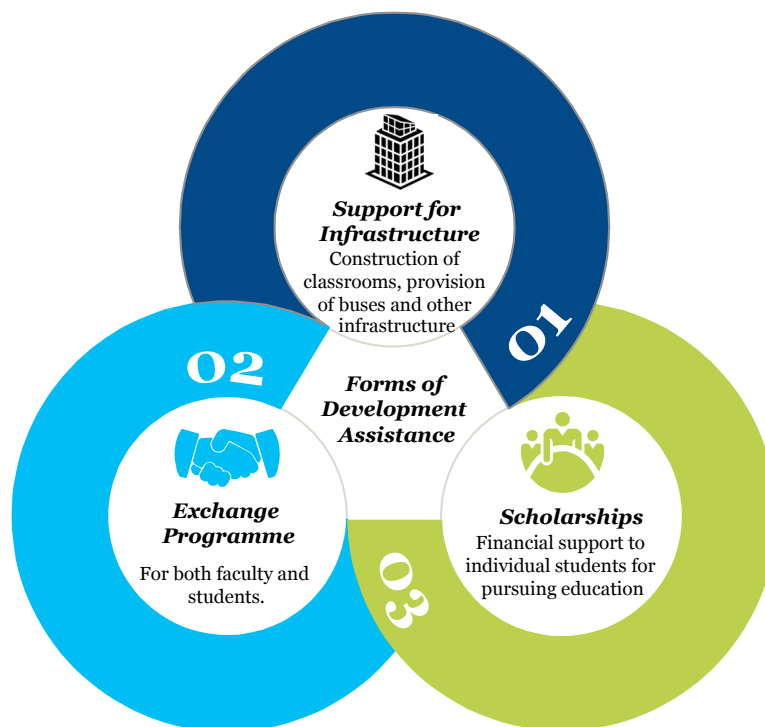 Support for
Infrastructure
Construction of
classrooms, provision
of buses and other
infrastructure
01
02
Forms of
Development
Assistance
Exchange
Programme
For both faculty and
students.
03
Scholarships
Financial support to
individual students for
pursuing education